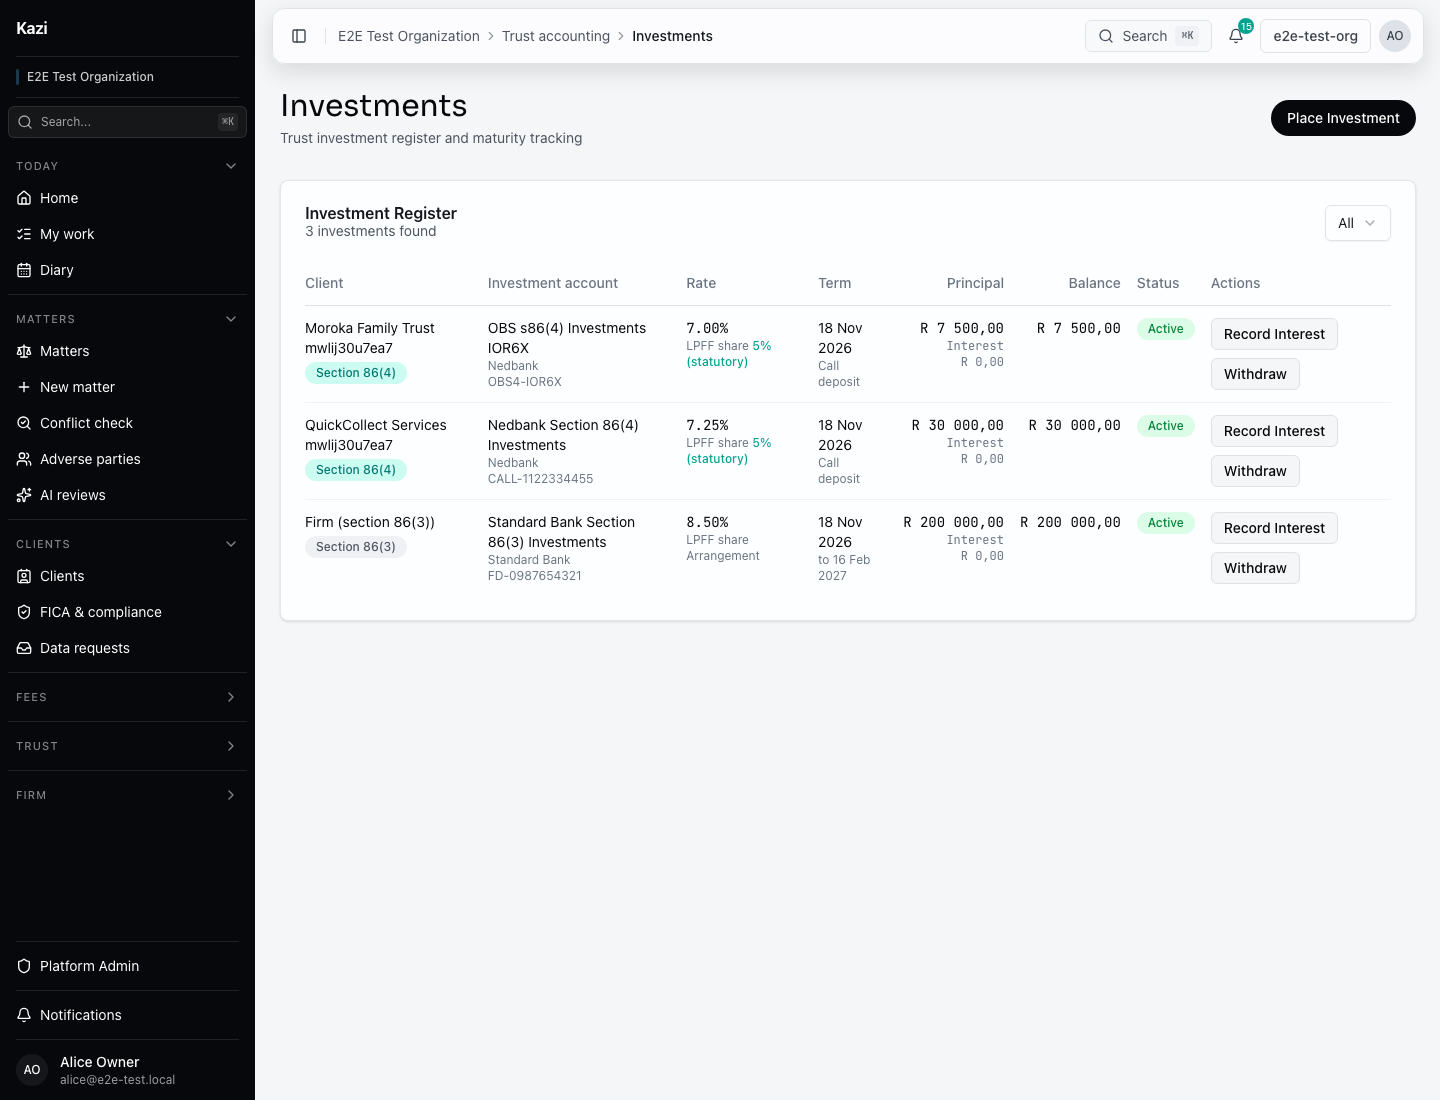 Kazi
E2E Test Organization
Search...
⌘K
TODAY
Home
My work
Diary
MATTERS
Matters
New matter
Conflict check
Adverse parties
AI reviews
CLIENTS
Clients
FICA & compliance
Data requests
FEES
TRUST
FIRM
Platform Admin
Notifications
AO
Alice Owner
alice@e2e-test.local
E2E Test Organization > Trust accounting > Investments
Search ⌘K
15
e2e-test-org
AO
Investments
Trust investment register and maturity tracking
Place Investment
Investment Register
3 investments found
All
Client Investment account Rate Term Principal Balance Status Actions
Moroka Family Trust
mwlij30u7ea7
Section 86(4)
OBS s86(4) Investments
IOR6X
Nedbank
OBS4-IOR6X
7.00%
LPFF share 5%
(statutory)
18 Nov
2026
Call
deposit
R 7 500,00
Interest
R 0,00
R 7 500,00
Active
Record Interest
Withdraw
QuickCollect Services
mwlij30u7ea7
Section 86(4)
Nedbank Section 86(4)
Investments
Nedbank
CALL-1122334455
7.25%
LPFF share 5%
(statutory)
18 Nov
2026
Call
deposit
R 30 000,00
Interest
R 0,00
R 30 000,00
Active
Record Interest
Withdraw
Firm (section 86(3))
Section 86(3)
Standard Bank Section
86(3) Investments
Standard Bank
FD-0987654321
8.50%
LPFF share
Arrangement
18 Nov
2026
to 16 Feb
2027
R 200 000,00
Interest
R 0,00
R 200 000,00
Active
Record Interest
Withdraw